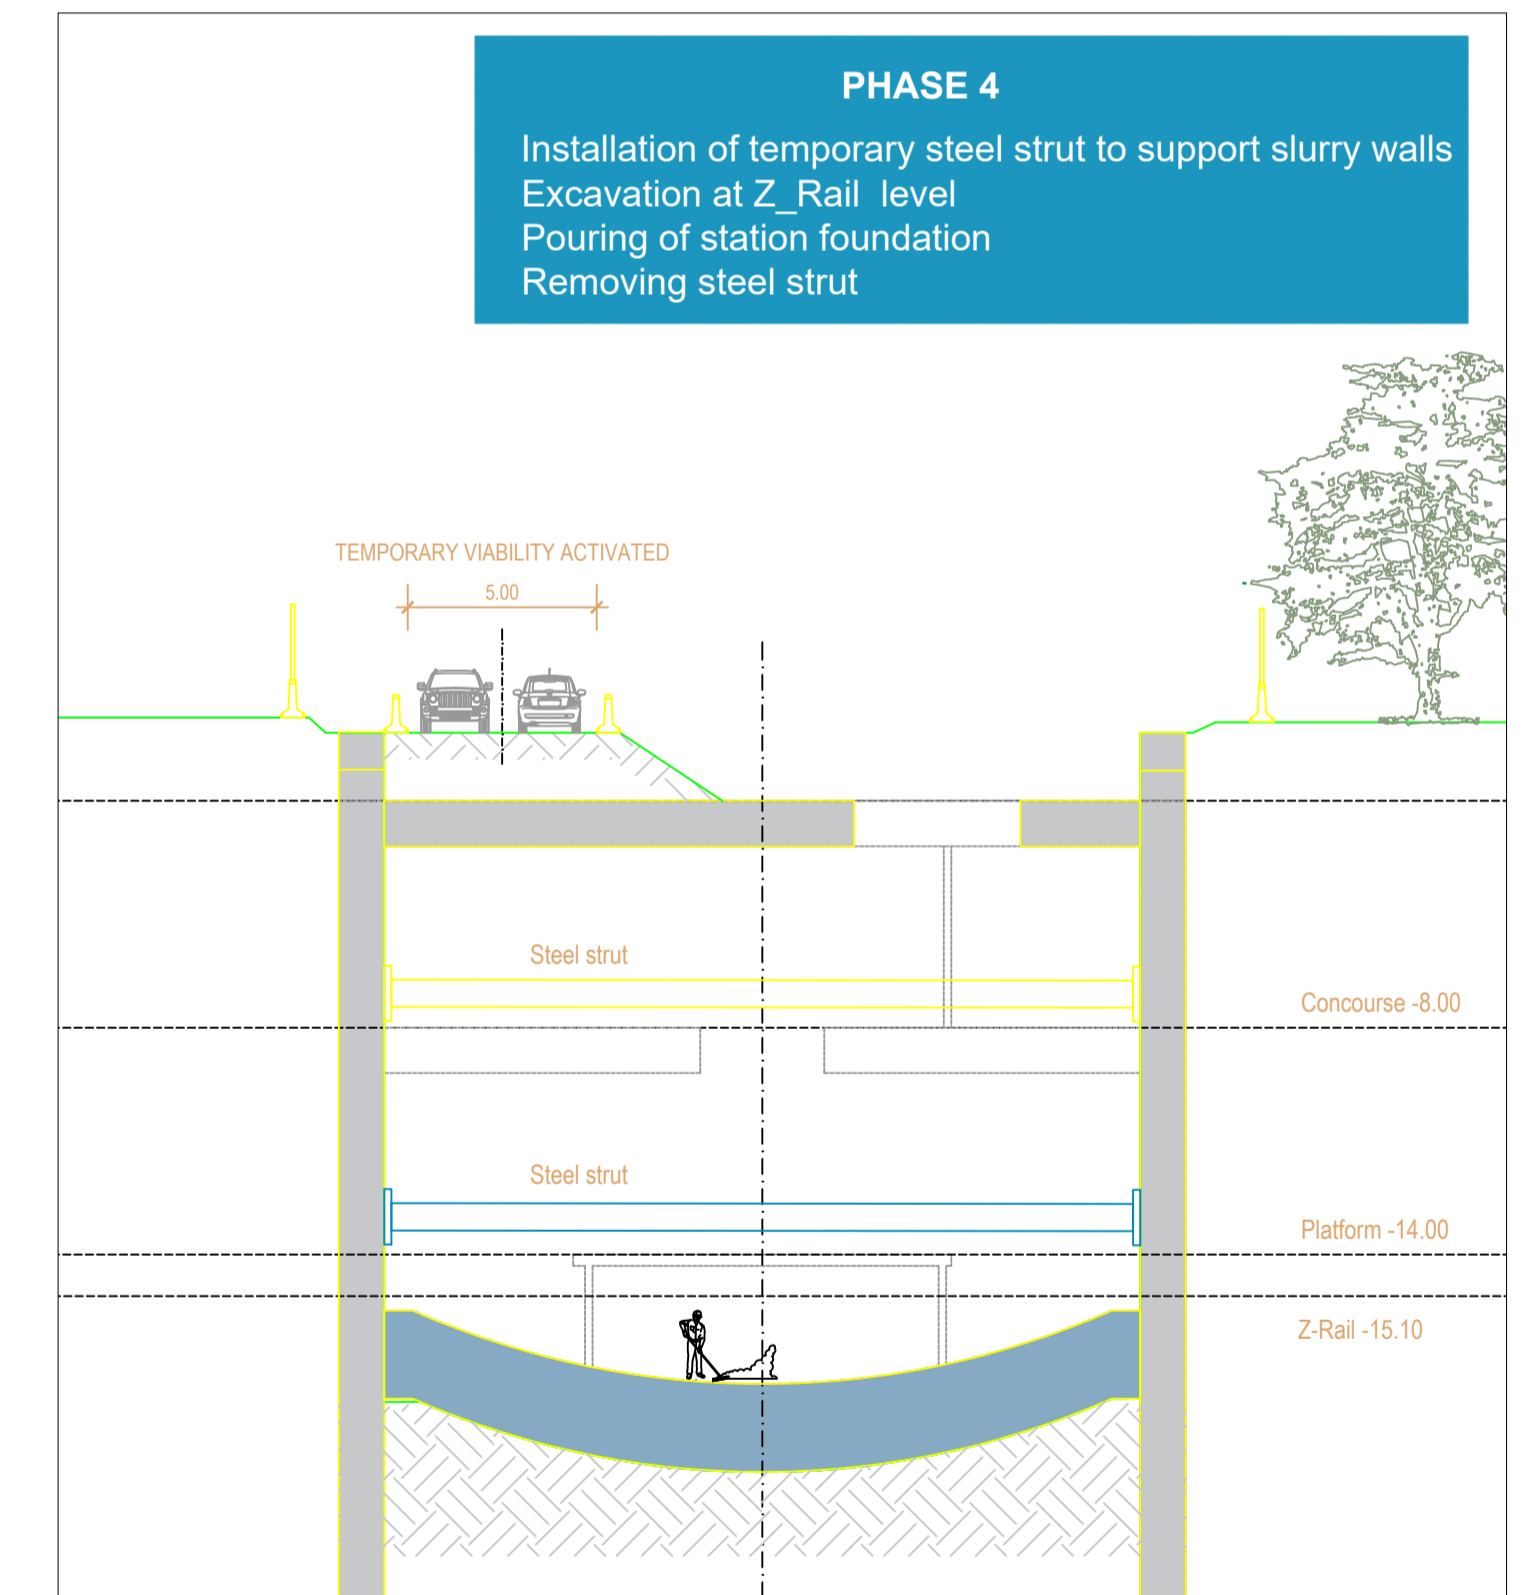 PHASE 4
Installation of temporary steel strut to support slurry walls
Excavation at Z_Rail level
Pouring of station foundation
Removing steel strut
TEMPORARY VIABILITY ACTIVATED
5.00
Steel strut
Concourse -8.00
Steel strut
Platform -14.00
Z-Rail -15.10